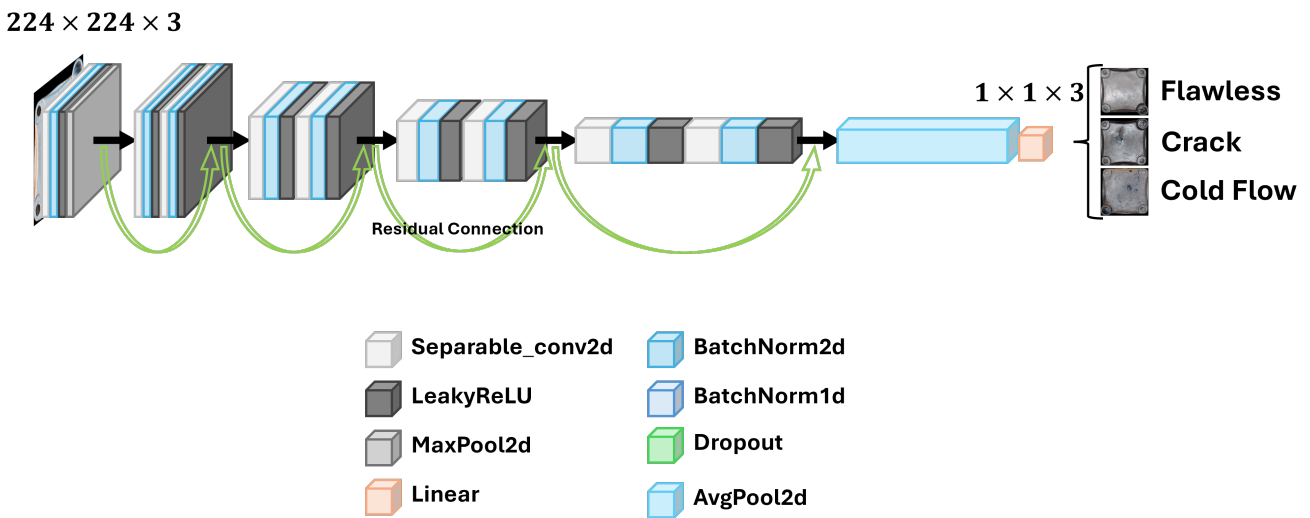 224 × 224 × 3
1 × 1 × 3
Flawless
Crack
Cold Flow
Residual Connection
Separable_conv2d
BatchNorm2d
LeakyReLU
BatchNorm1d
MaxPool2d
Dropout
Linear
AvgPool2d